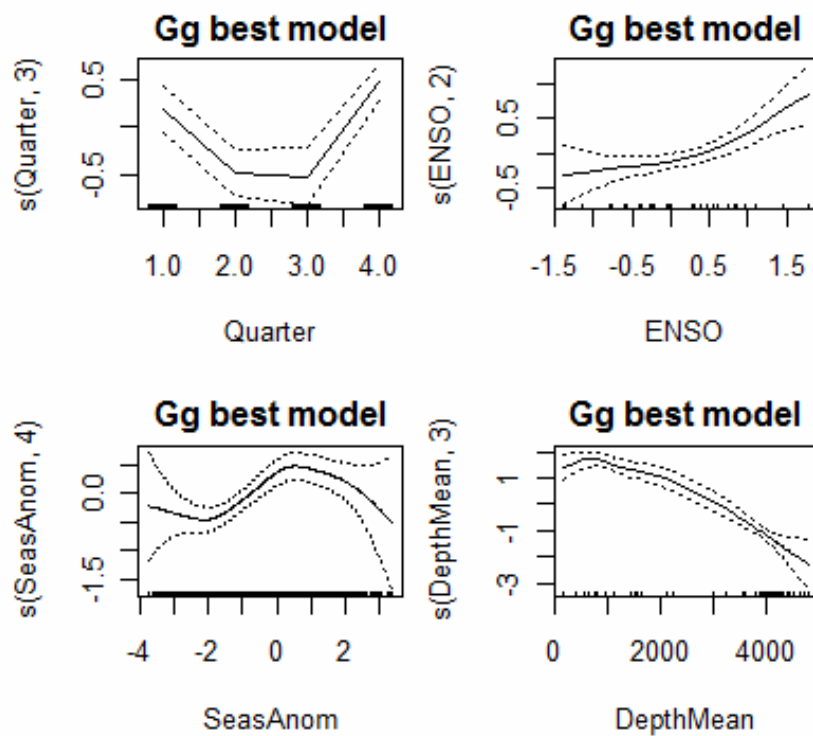 Gg best model
s(Quarter, 3)
0.5
-0.5
1.0 2.0 3.0 4.0
Quarter
Gg best model
s(ENSO, 2)
0.5
-0.5
-1.5 -0.5 0.5 1.5
ENSO
Gg best model
s(SeasAnom, 4)
0.0
-1.5
-4 -2 0 2
SeasAnom
Gg best model
s(DepthMean, 3)
1
-1
-3
0 2000 4000
DepthMean